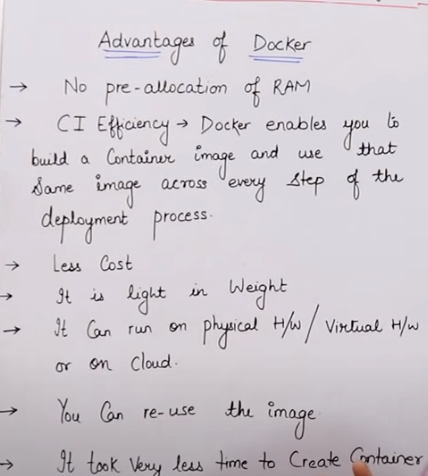 Advantages of Docker
→ No pre-allocation of RAM
→ CI Efficiency → Docker enables you to
build a Container image and use that
Same image across every step of the
deployment process.
→ Less Cost
→ It is light in Weight
→ It Can run on physical H/W / Virtual H/W
or on Cloud.
→ You Can re-use the image.
→ It took Very less time to Create Container